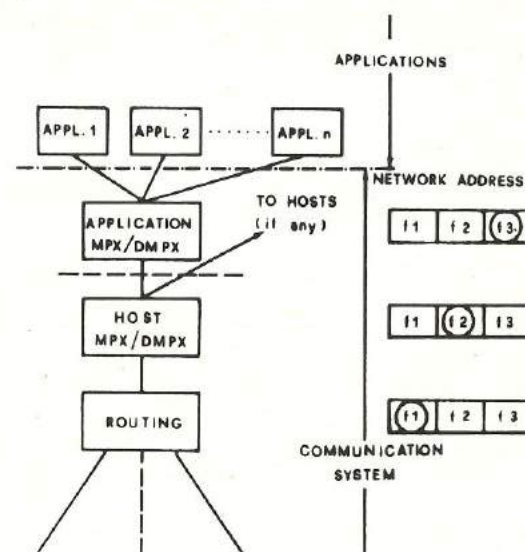 APPLICATIONS
APPL. 1 APPL. 2 APPL. n
NETWORK ADDRESS
TO HOSTS
(if any)
APPLICATION
MPX/DMPX
f1 f2 f3
HOST
MPX/DMPX
f1 f2 f3
ROUTING
f1 f2 f3
COMMUNICATION
SYSTEM